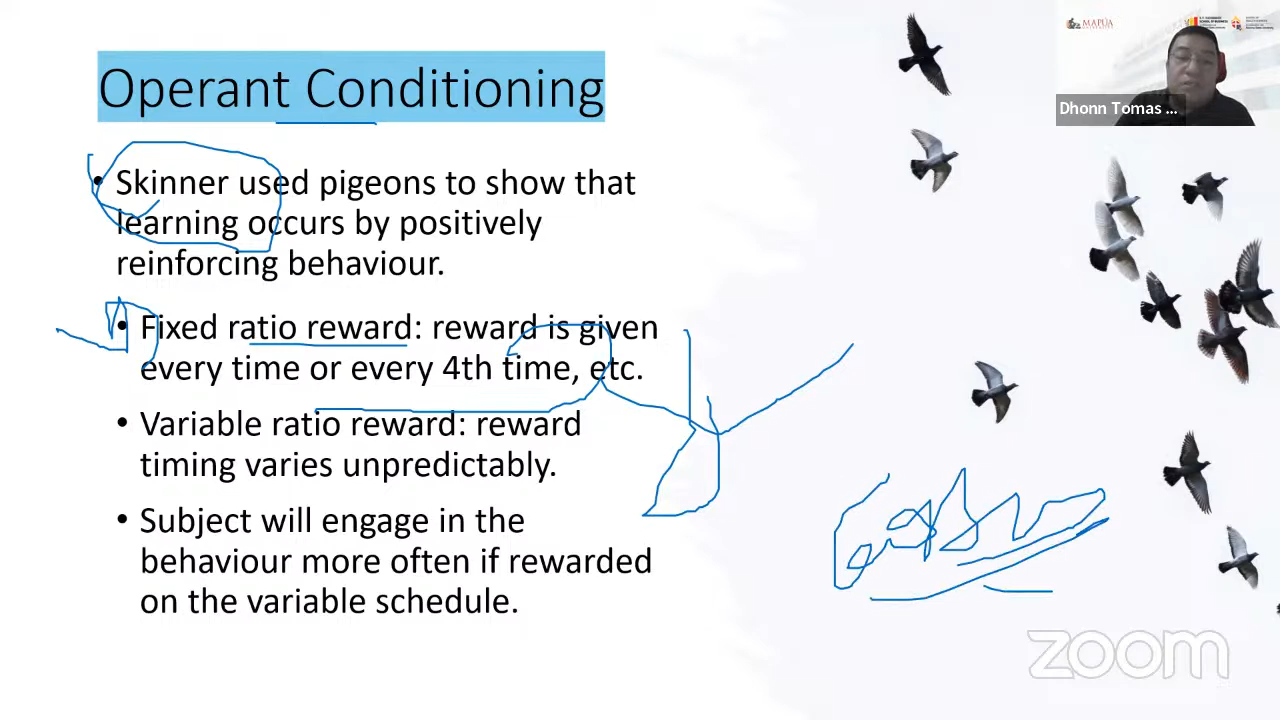 Operant Conditioning
• Skinner used pigeons to show that
learning occurs by positively
reinforcing behaviour.
• Fixed ratio reward: reward is given
every time or every 4th time, etc.
• Variable ratio reward: reward
timing varies unpredictably.
• Subject will engage in the
behaviour more often if rewarded
on the variable schedule.
MAPÚA
UNIVERSITY
Dhonn Tomas ...
zoom